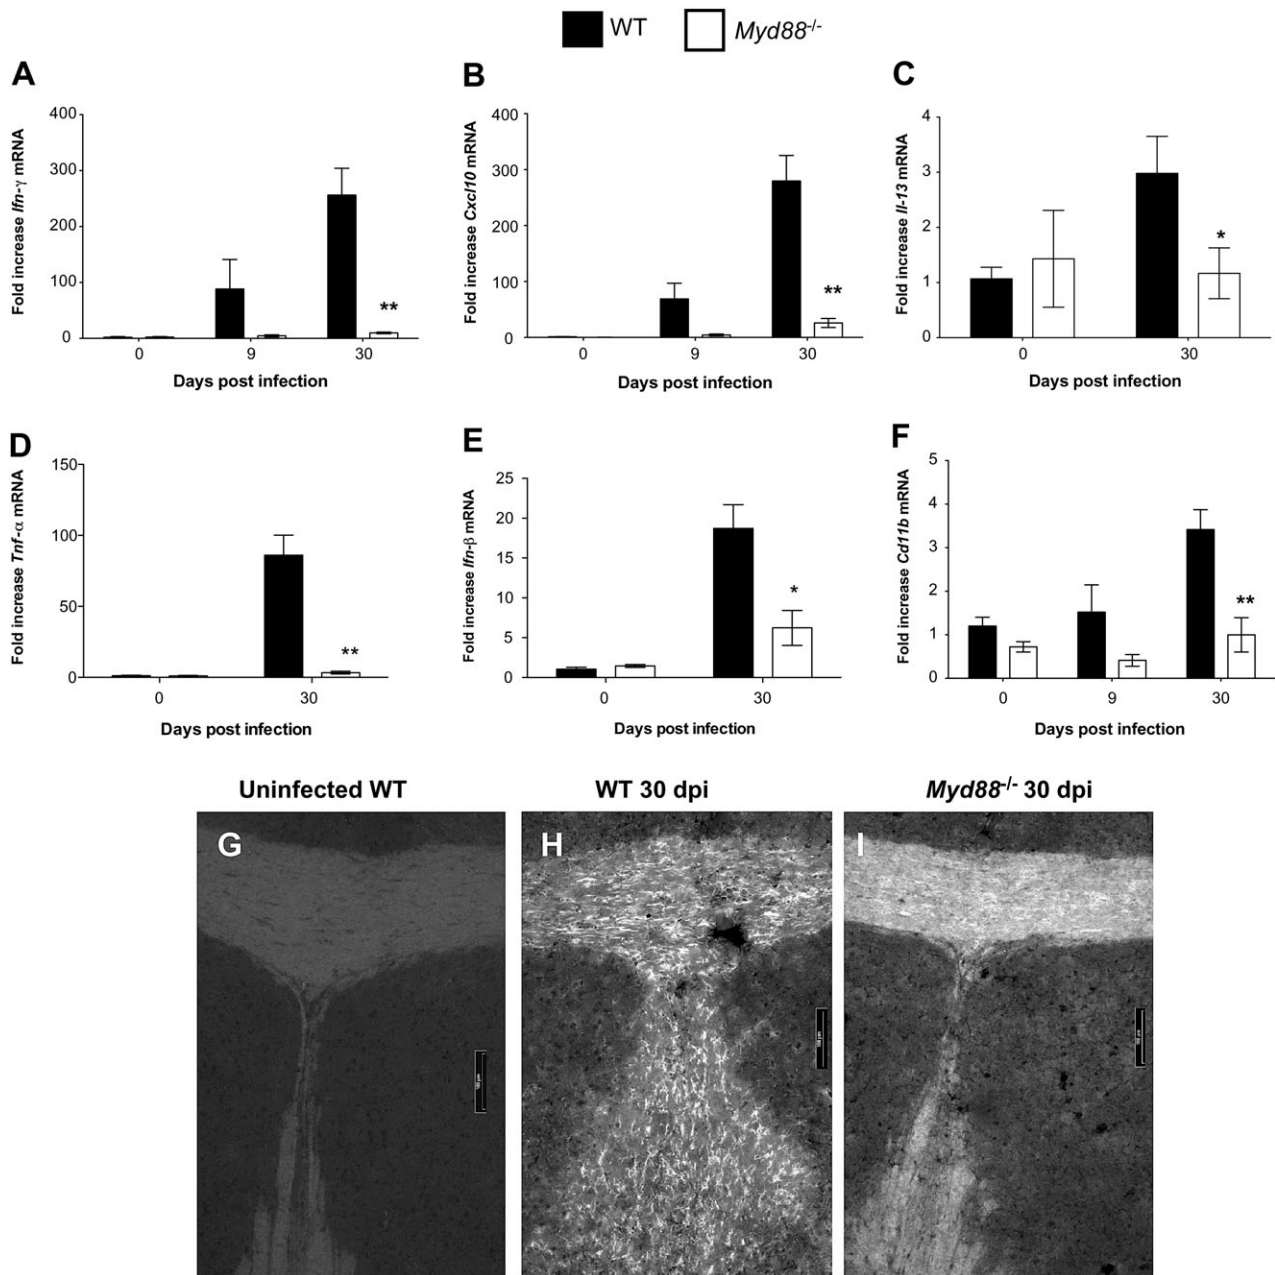 WT Myd88-/-
A
Fold increase Ifn-γ mRNA
400
300
200
100
0
0 9 30
**
Days post infection
B
Fold increase Cxcl10 mRNA
400
300
200
100
0
0 9 30
**
Days post infection
C
Fold increase Il-13 mRNA
4
3
2
1
0
0 30
*
Days post infection
D
Fold increase Tnf-α mRNA
150
100
50
0
0 30
**
Days post infection
E
Fold increase Ifn-β mRNA
25
20
15
10
5
0
0 30
*
Days post infection
F
Fold increase Cd11b mRNA
5
4
3
2
1
0
0 9 30
**
Days post infection
Uninfected WT WT 30 dpi Myd88-/- 30 dpi
G H I